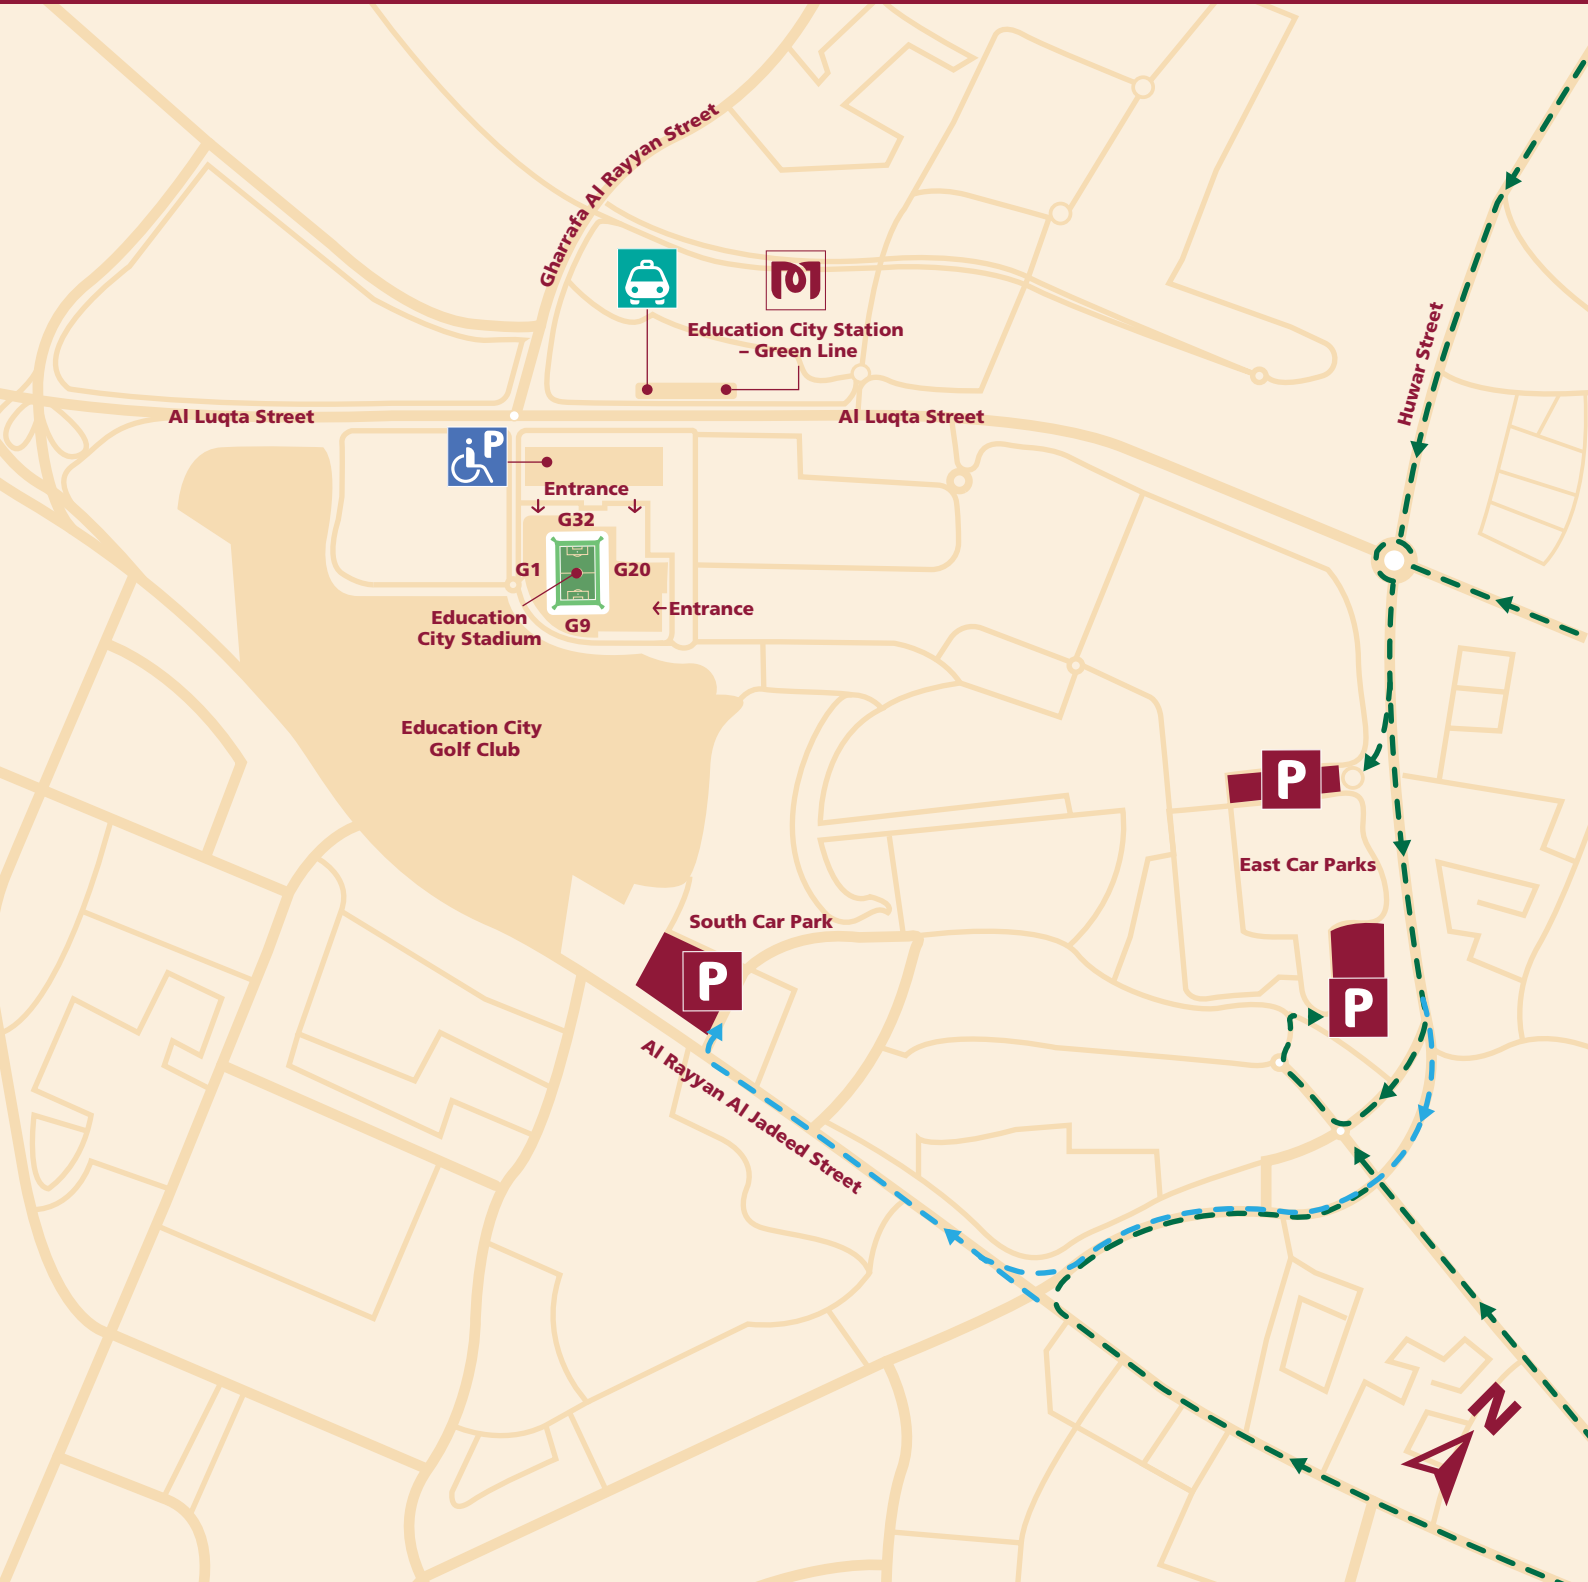 Gharrafa Al Rayyan Street
Education City Station
– Green Line
Huwar Street
Al Luqta Street
Al Luqta Street
P
Entrance
G32
G1
G20
Entrance
Education
City Stadium
G9
Education City
Golf Club
P
East Car Parks
South Car Park
P
P
Al Rayyan Al Jadeed Street
N